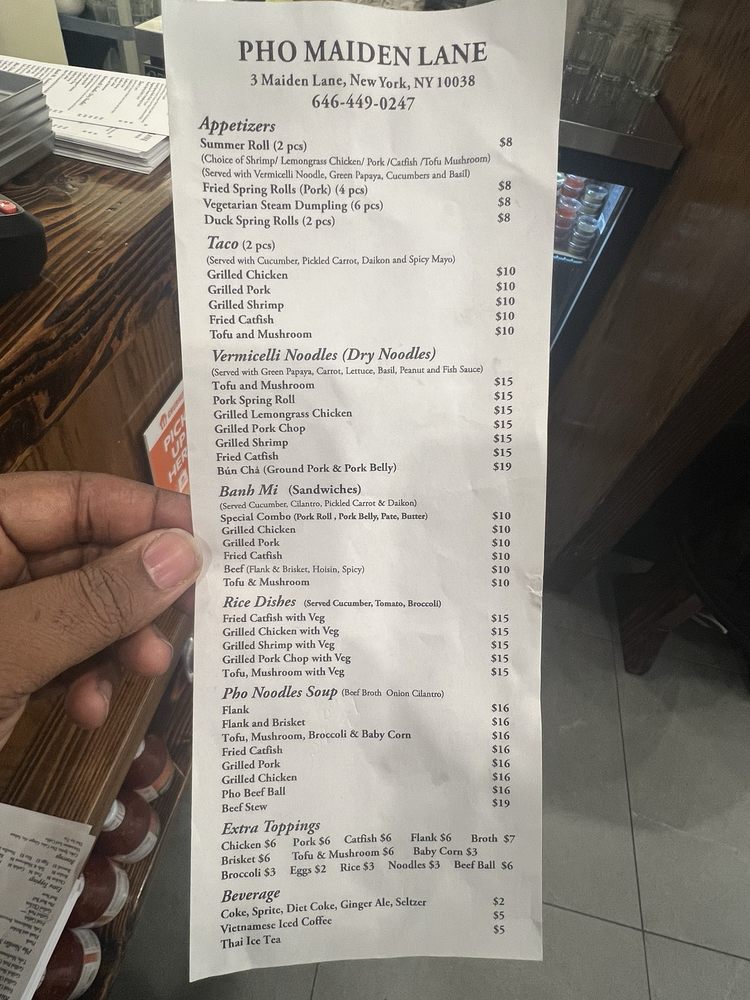 PHO MAIDEN LANE
3 Maiden Lane, New York, NY 10038
646-449-0247
Appetizers
Summer Roll (2 pcs) $8
(Choice of Shrimp/ Lemongrass Chicken/ Pork /Catfish /Tofu Mushroom)
(Served with Vermicelli Noodle, Green Papaya, Cucumbers and Basil)
Fried Spring Rolls (Pork) (4 pcs) $8
Vegetarian Steam Dumpling (6 pcs) $8
Duck Spring Rolls (2 pcs) $8
Taco (2 pcs)
(Served with Cucumber, Pickled Carrot, Daikon and Spicy Mayo)
Grilled Chicken $10
Grilled Pork $10
Grilled Shrimp $10
Fried Catfish $10
Tofu and Mushroom $10
Vermicelli Noodles (Dry Noodles)
(Served with Green Papaya, Carrot, Lettuce, Basil, Peanut and Fish Sauce)
Tofu and Mushroom $15
Pork Spring Roll $15
Grilled Lemongrass Chicken $15
Grilled Pork Chop $15
Grilled Shrimp $15
Fried Catfish $15
Bún Chả (Ground Pork & Pork Belly) $19
Banh Mi (Sandwiches)
(Served Cucumber, Cilantro, Pickled Carrot & Daikon)
Special Combo (Pork Roll , Pork Belly, Pate, Butter) $10
Grilled Chicken $10
Grilled Pork $10
Fried Catfish $10
Beef (Flank & Brisket, Hoisin, Spicy) $10
Tofu & Mushroom $10
Rice Dishes (Served Cucumber, Tomato, Broccoli)
Fried Catfish with Veg $15
Grilled Chicken with Veg $15
Grilled Shrimp with Veg $15
Grilled Pork Chop with Veg $15
Tofu, Mushroom with Veg $15
Pho Noodles Soup (Beef Broth Onion Cilantro)
Flank $16
Flank and Brisket $16
Tofu, Mushroom, Broccoli & Baby Corn $16
Fried Catfish $16
Grilled Pork $16
Grilled Chicken $16
Pho Beef Ball $16
Beef Stew $19
Extra Toppings
Chicken $6 Pork $6 Catfish $6 Flank $6 Broth $7
Brisket $6 Tofu & Mushroom $6 Baby Corn $3
Broccoli $3 Eggs $2 Rice $3 Noodles $3 Beef Ball $6
Beverage
Coke, Sprite, Diet Coke, Ginger Ale, Seltzer $2
Vietnamese Iced Coffee $5
Thai Ice Tea $5
PICK
UP
HERE